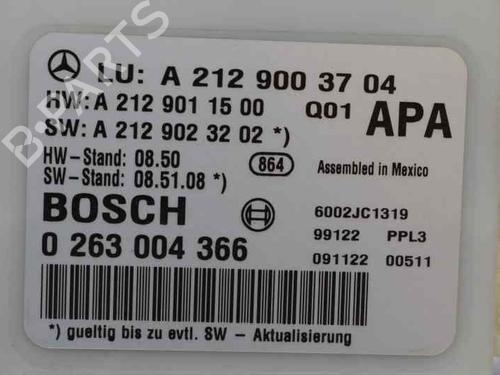 LU: A 212 900 37 04
HW: A 212 901 15 00 Q01 APA
SW: A 212 902 32 02 *)
HW-Stand: 08.50 864 Assembled in Mexico
SW-Stand: 08.51.08 *)
BOSCH 6002JC1319
0 263 004 366 99122 PPL3
091122 00511
*) gueltig bis zu evtl. SW - Aktualisierung
B-PARTS